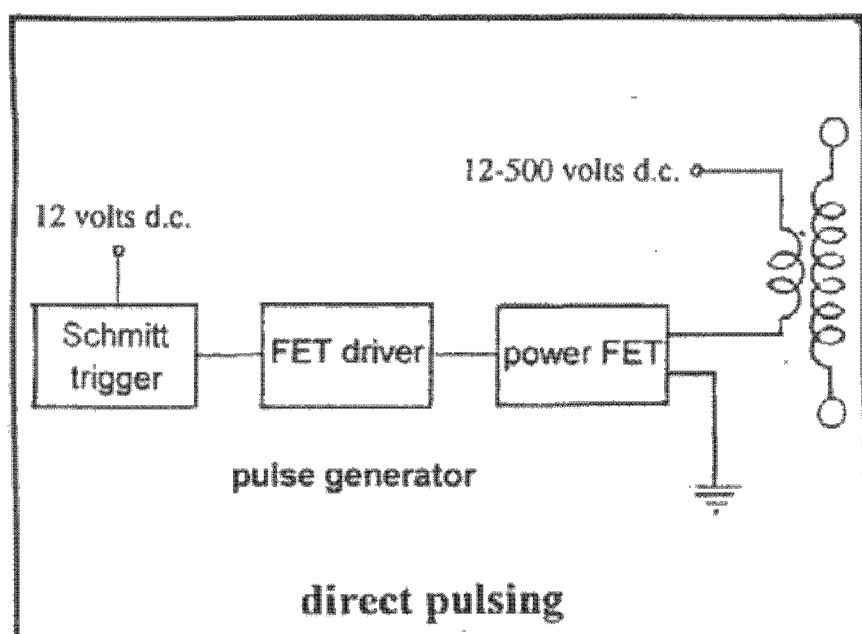 12-500 volts d.c.
12 volts d.c.
Schmitt
trigger
FET driver
power FET
pulse generator
direct pulsing